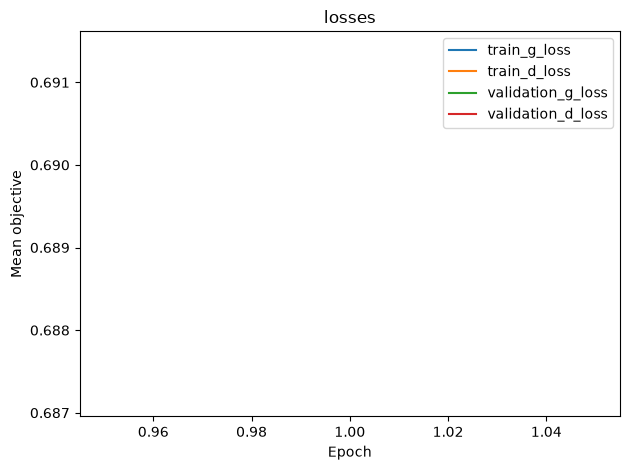 losses
train_g_loss
train_d_loss
validation_g_loss
validation_d_loss
Mean objective
0.691
0.690
0.689
0.688
0.687
0.96 0.98 1.00 1.02 1.04
Epoch